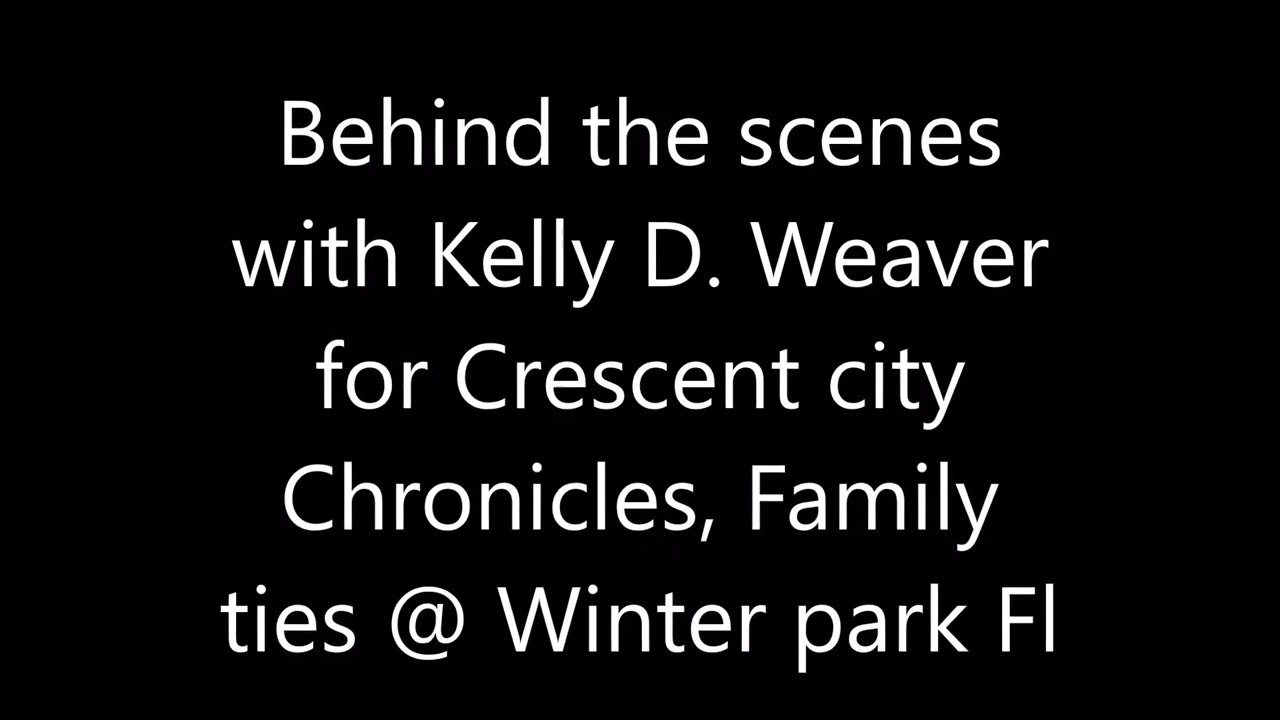 Behind the scenes
with Kelly D. Weaver
for Crescent city
Chronicles, Family
ties @ Winter park Fl